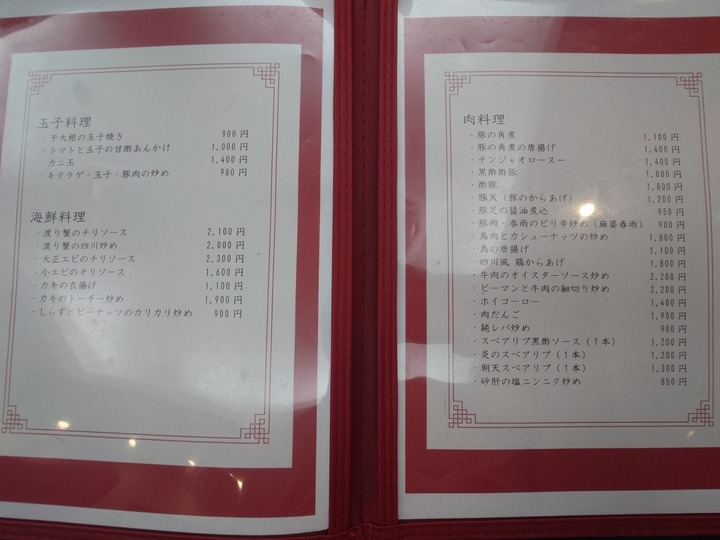 玉子料理
・干大根の玉子焼き 900円
・トマトと玉子の甘酢あんかけ 1,000円
・カニ玉 1,400円
・キクラゲ・玉子・豚肉の炒め 980円
海鮮料理
・渡り蟹のチリソース 2,100円
・渡り蟹の四川炒め 2,000円
・大正エビのチリソース 2,300円
・小エビのチリソース 1,600円
・カキの衣揚げ 1,100円
・カキのトーチー炒め 1,900円
・しらすとピーナッツのカリカリ炒め 900円
肉料理
・豚の角煮 1,100円
・豚の角煮の唐揚げ 1,400円
・チンジャオロースー 1,400円
・黒酢酢豚 1,800円
・酢豚 1,800円
・豚天（豚のからあげ） 1,200円
・豚足の醤油煮込 950円
・豚肉・春雨のピリ辛炒め（麻婆春雨） 900円
・鳥肉とカシューナッツの炒め 1,800円
・鳥の唐揚げ 1,100円
・四川風 鶏からあげ 1,800円
・牛肉のオイスターソース炒め 2,200円
・ピーマンと牛肉の細切り炒め 2,200円
・ホイコーロー 1,400円
・肉だんご 1,900円
・純レバ炒め 900円
・スペアリブ黒酢ソース（1本） 1,200円
・炎のスペアリブ（1本） 1,200円
・朝天スペアリブ（1本） 1,300円
・砂肝の塩ニンニク炒め 850円